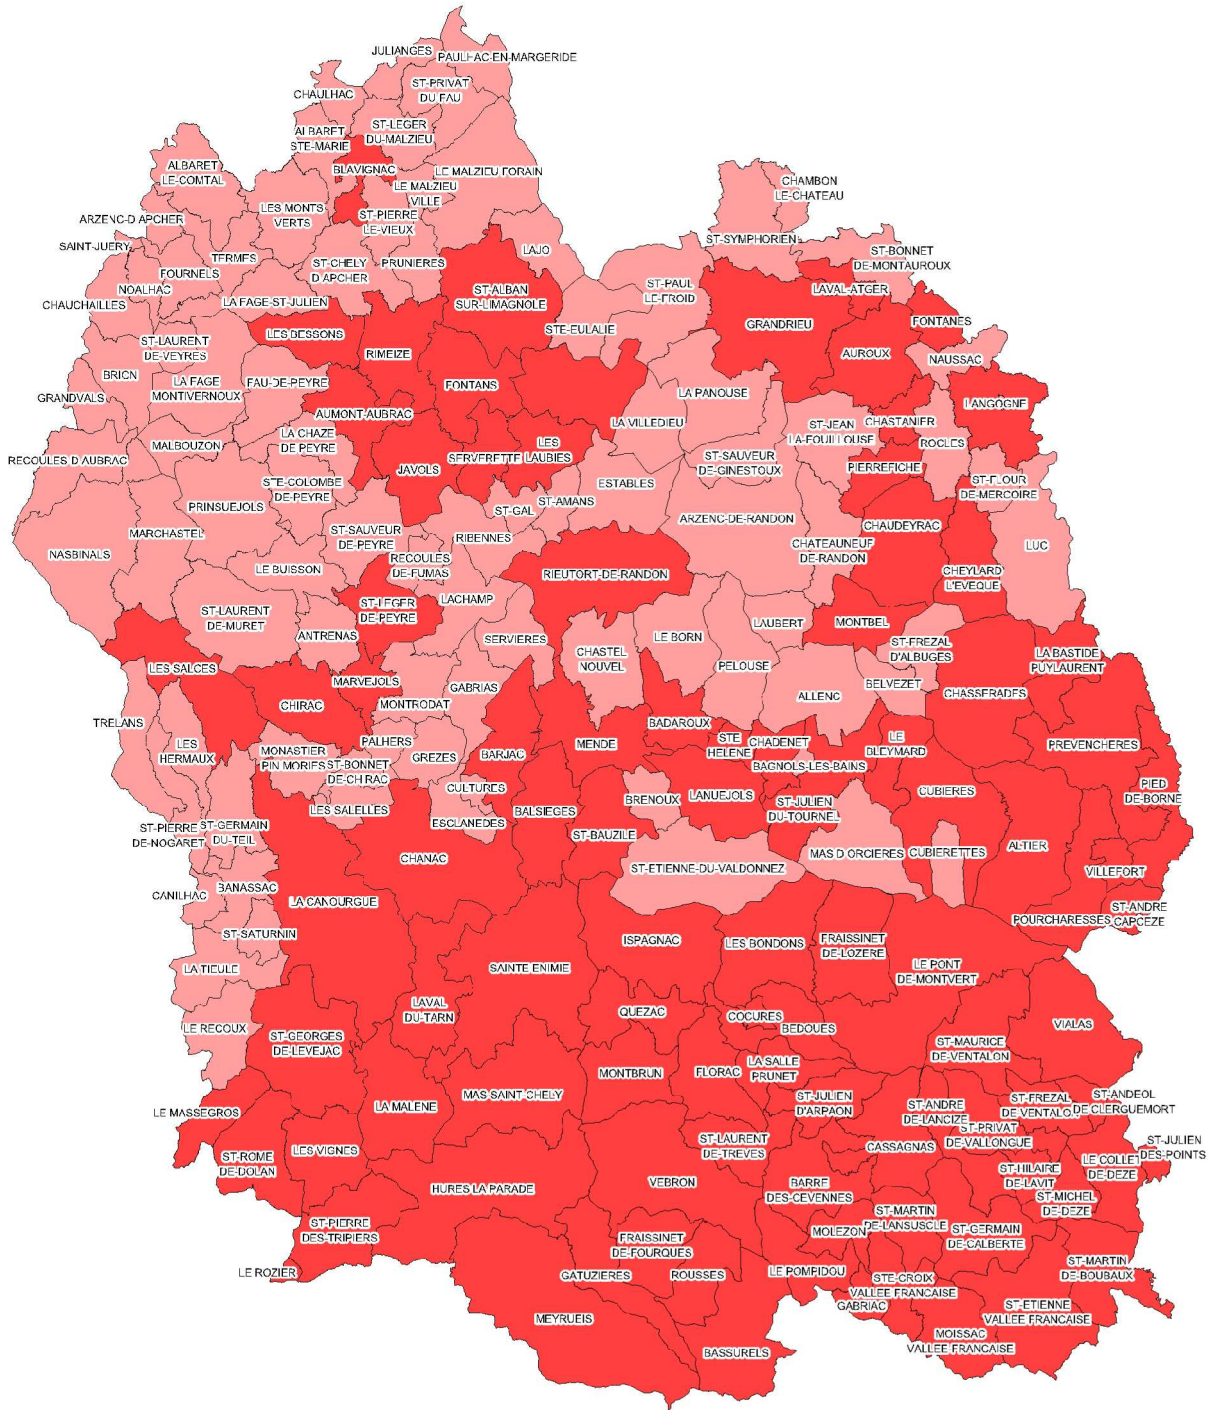 JULIANGES
PAULHAC-EN-MARGERIDE
ST-PRIVAT
DU FAU
CHAULHAC
ST-LEGER
DU-MALZIEU
ALBARET
STE-MARIE
BLAVIGNAC
ALBARET
LE-COMTAL
LE MALZIEU FORAIN
LE MALZIEU
VILLE
CHAMBON
LE-CHATEAU
ARZENC-D APCHER
LES MONTS-
VERTS
ST-PIERRE
LE-VIEUX
SAINT-JUERY
TERMES
ST-SYMPHORIEN
ST-BONNET
DE-MONTAUROUX
LAJO
FOURNELS
ST-CHELY
D APCHER
PRUNIERES
NOALHAC
ST-ALBAN
SUR-LIMAGNOLE
ST-PAUL
LE-FROID
LAVAL-ATGER
CHAUCHAILLES
LA FAGE-ST-JULIEN
FONTANES
GRANDRIEU
STE-EULALIE
LES BESSONS
ST-LAURENT
DE-VEYRES
RIMEIZE
AUROUX
NAUSSAC
BRION
LA FAGE
MONTIVERNOUX
FAU-DE-PEYRE
FONTANS
LA PANOUSE
GRANDVALS
LANGOGNE
AUMONT-AUBRAC
LA VILLEDIEU
ST-JEAN
LA-FOUILLOUSE
CHASTANIER
LA CHAZE
DE PEYRE
MALBOUZON
ROCLES
RECOULES D'AUBRAC
JAVOLS
SERVERETTE
LES
LAUBIES
ST-SAUVEUR
DE-GINESTOUX
PIERREFICHE
STE-COLOMBE
DE-PEYRE
ESTABLES
ST-FLOUR
DE-MERCOIRE
PRINSUEJOLS
ST-AMANS
ST-GAL
ARZENC-DE-RANDON
CHAUDEYRAC
MARCHASTEL
ST-SAUVEUR
DE-PEYRE
RIBENNES
NASBINALS
CHATEAUNEUF
DE-RANDON
LUC
RECOULES
DE-FUMAS
LE BUISSON
RIEUTORT-DE-RANDON
CHEYLARD
L'EVEQUE
ST-LEGER
DE-PEYRE
LACHAMP
ST-LAURENT
DE-MURET
LAUBERT
MONTBEL
ANTRENAS
SERVIERES
LE BORN
ST-FREZAL
D'ALBUGES
CHASTEL
NOUVEL
LA BASTIDE
PUYLAURENT
LES SALCES
PELOUSE
MARVEJOLS
GABRIAS
BELVEZET
CHASSERADES
ALLENC
CHIRAC
MONTRODAT
TRELANS
BADAROUX
LES
HERMAUX
PALHERS
MENDE
STE
HELENE
CHADENET
LE
BLEYMARD
PREVENCHERES
MONASTIER
PIN MORIES
ST-BONNET
DE-CHIRAC
GREZES
BARJAC
BAGNOLS-LES-BAINS
CULTURES
PIED
DE-BORNE
CUBIERES
LANUEJOLS
BRENOUX
LES SALELLES
BALSIEGES
ST-JULIEN
DU-TOURNEL
ESCLANEDES
ST-PIERRE
DE-NOGARET
ST-GERMAIN
DU-TEIL
ST-BAUZILE
ALTIER
CHANAC
MAS D ORCIERES
CUBIERETTES
ST-ETIENNE-DU-VALDONNEZ
VILLEFORT
BANASSAC
CANILHAC
LA CANOURGUE
ST-ANDRE
CAPCEZE
POURCHARESSES
ST-SATURNIN
ISPAGNAC
LES BONDONS
FRAISSINET
DE-LOZERE
LA TIEULE
SAINTE ENIMIE
LE PONT
DE-MONTVERT
LAVAL
DU-TARN
QUEZAC
COCURES
BEDOUES
VIALAS
LE RECOUX
ST-GEORGES
DE-LEVEJAC
ST-MAURICE
DE-VENTALON
LA SALLE
PRUNET
MONTBRUN
FLORAC
MAS SAINT CHELY
ST-JULIEN
D'ARPAON
ST-ANDEOL
DE-CLERGUEMORT
ST-FREZAL
DE-VENTALON
LA MALENE
ST-ANDRE
DE-LANCIZE
LE MASSEGROS
ST-PRIVAT
DE-VALLONGUE
ST-LAURENT
DE-TREVES
CASSAGNAS
ST-JULIEN
DES-POINTS
LES VIGNES
ST-ROME
DE-DOLAN
LE COLLET
DE-DEZE
ST-HILAIRE
DE-LAVIT
VEBRON
BARRE
DES-CEVENNES
HURES LA PARADE
ST-MICHEL
DE-DEZE
ST-MARTIN
DE-LANSUSCLE
ST-PIERRE
DES-TRIPIERS
MOLEZON
ST-GERMAIN
DE-CALBERTE
FRAISSINET
DE-FOURQUES
ST-MARTIN
DE-BOUBAUX
LE ROZIER
GATUZIERES
ROUSSES
LE POMPIDOU
STE-CROIX
VALLEE FRANCAISE
GABRIAC
ST-ETIENNE
VALLEE FRANCAISE
MEYRUEIS
MOISSAC
VALLEE FRANCAISE
BASSURELS